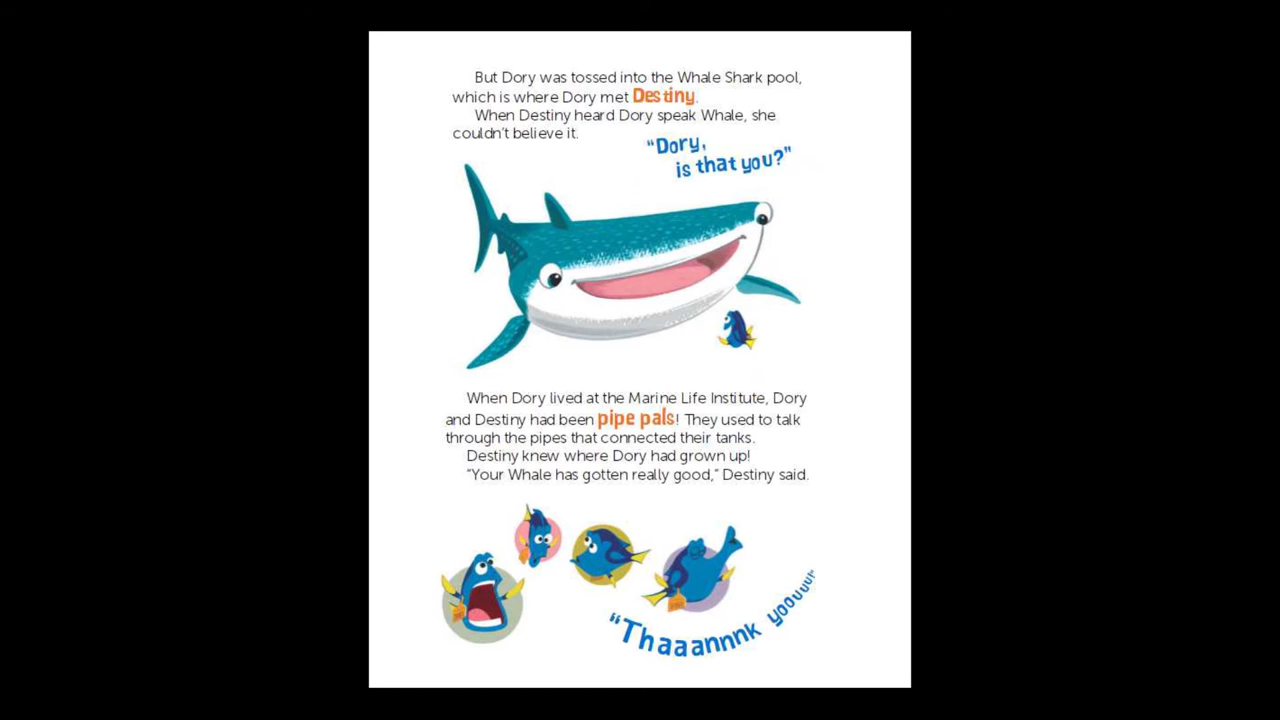 But Dory was tossed into the Whale Shark pool,
which is where Dory met Destiny.
When Destiny heard Dory speak Whale, she
couldn't believe it.
"Dory,
is that you?"
When Dory lived at the Marine Life Institute, Dory
and Destiny had been pipe pals! They used to talk
through the pipes that connected their tanks.
Destiny knew where Dory had grown up!
"Your Whale has gotten really good," Destiny said.
"Thaaannnk yoouuu!"